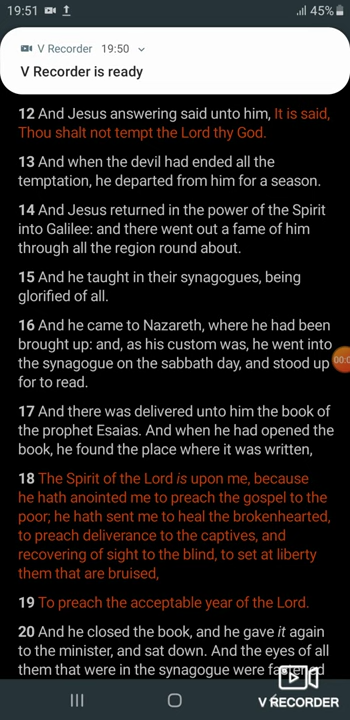 19:51
45%
V Recorder 19:50
V Recorder is ready
12 And Jesus answering said unto him, It is said,
Thou shalt not tempt the Lord thy God.
13 And when the devil had ended all the
temptation, he departed from him for a season.
14 And Jesus returned in the power of the Spirit
into Galilee: and there went out a fame of him
through all the region round about.
15 And he taught in their synagogues, being
glorified of all.
16 And he came to Nazareth, where he had been
brought up: and, as his custom was, he went into
the synagogue on the sabbath day, and stood up
for to read.
17 And there was delivered unto him the book of
the prophet Esaias. And when he had opened the
book, he found the place where it was written,
18 The Spirit of the Lord is upon me, because
he hath anointed me to preach the gospel to the
poor; he hath sent me to heal the brokenhearted,
to preach deliverance to the captives, and
recovering of sight to the blind, to set at liberty
them that are bruised,
19 To preach the acceptable year of the Lord.
20 And he closed the book, and he gave it again
to the minister, and sat down. And the eyes of all
them that were in the synagogue were fastened
V RECORDER